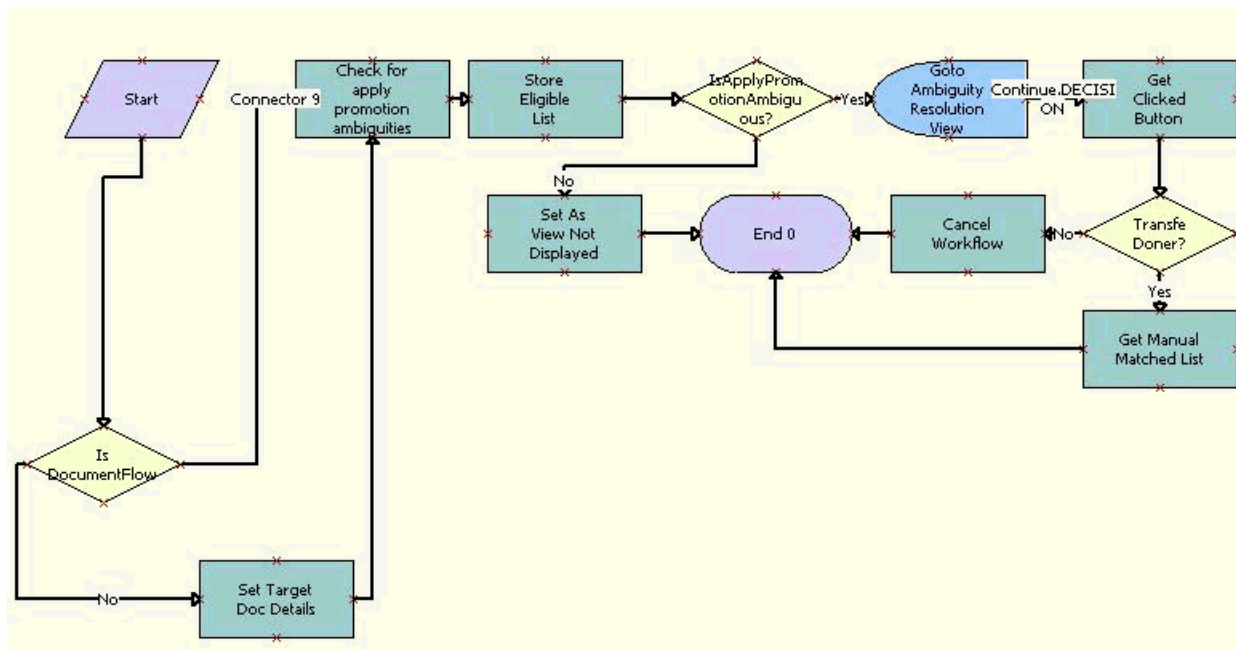 Start
Connector 9
Check for
apply
promotion
ambiguities
Store
Eligible
List
IsApplyProm
otionAmbigu
ous?
Yes
Goto
Ambiguity
Resolution
View
Continue.DECISI
ON
Get
Clicked
Button
No
Set As
View Not
Displayed
End 0
Cancel
Workflow
No
Transfe
Doner?
Yes
Get Manual
Matched List
Is
DocumentFlow
No
Set Target
Doc Details